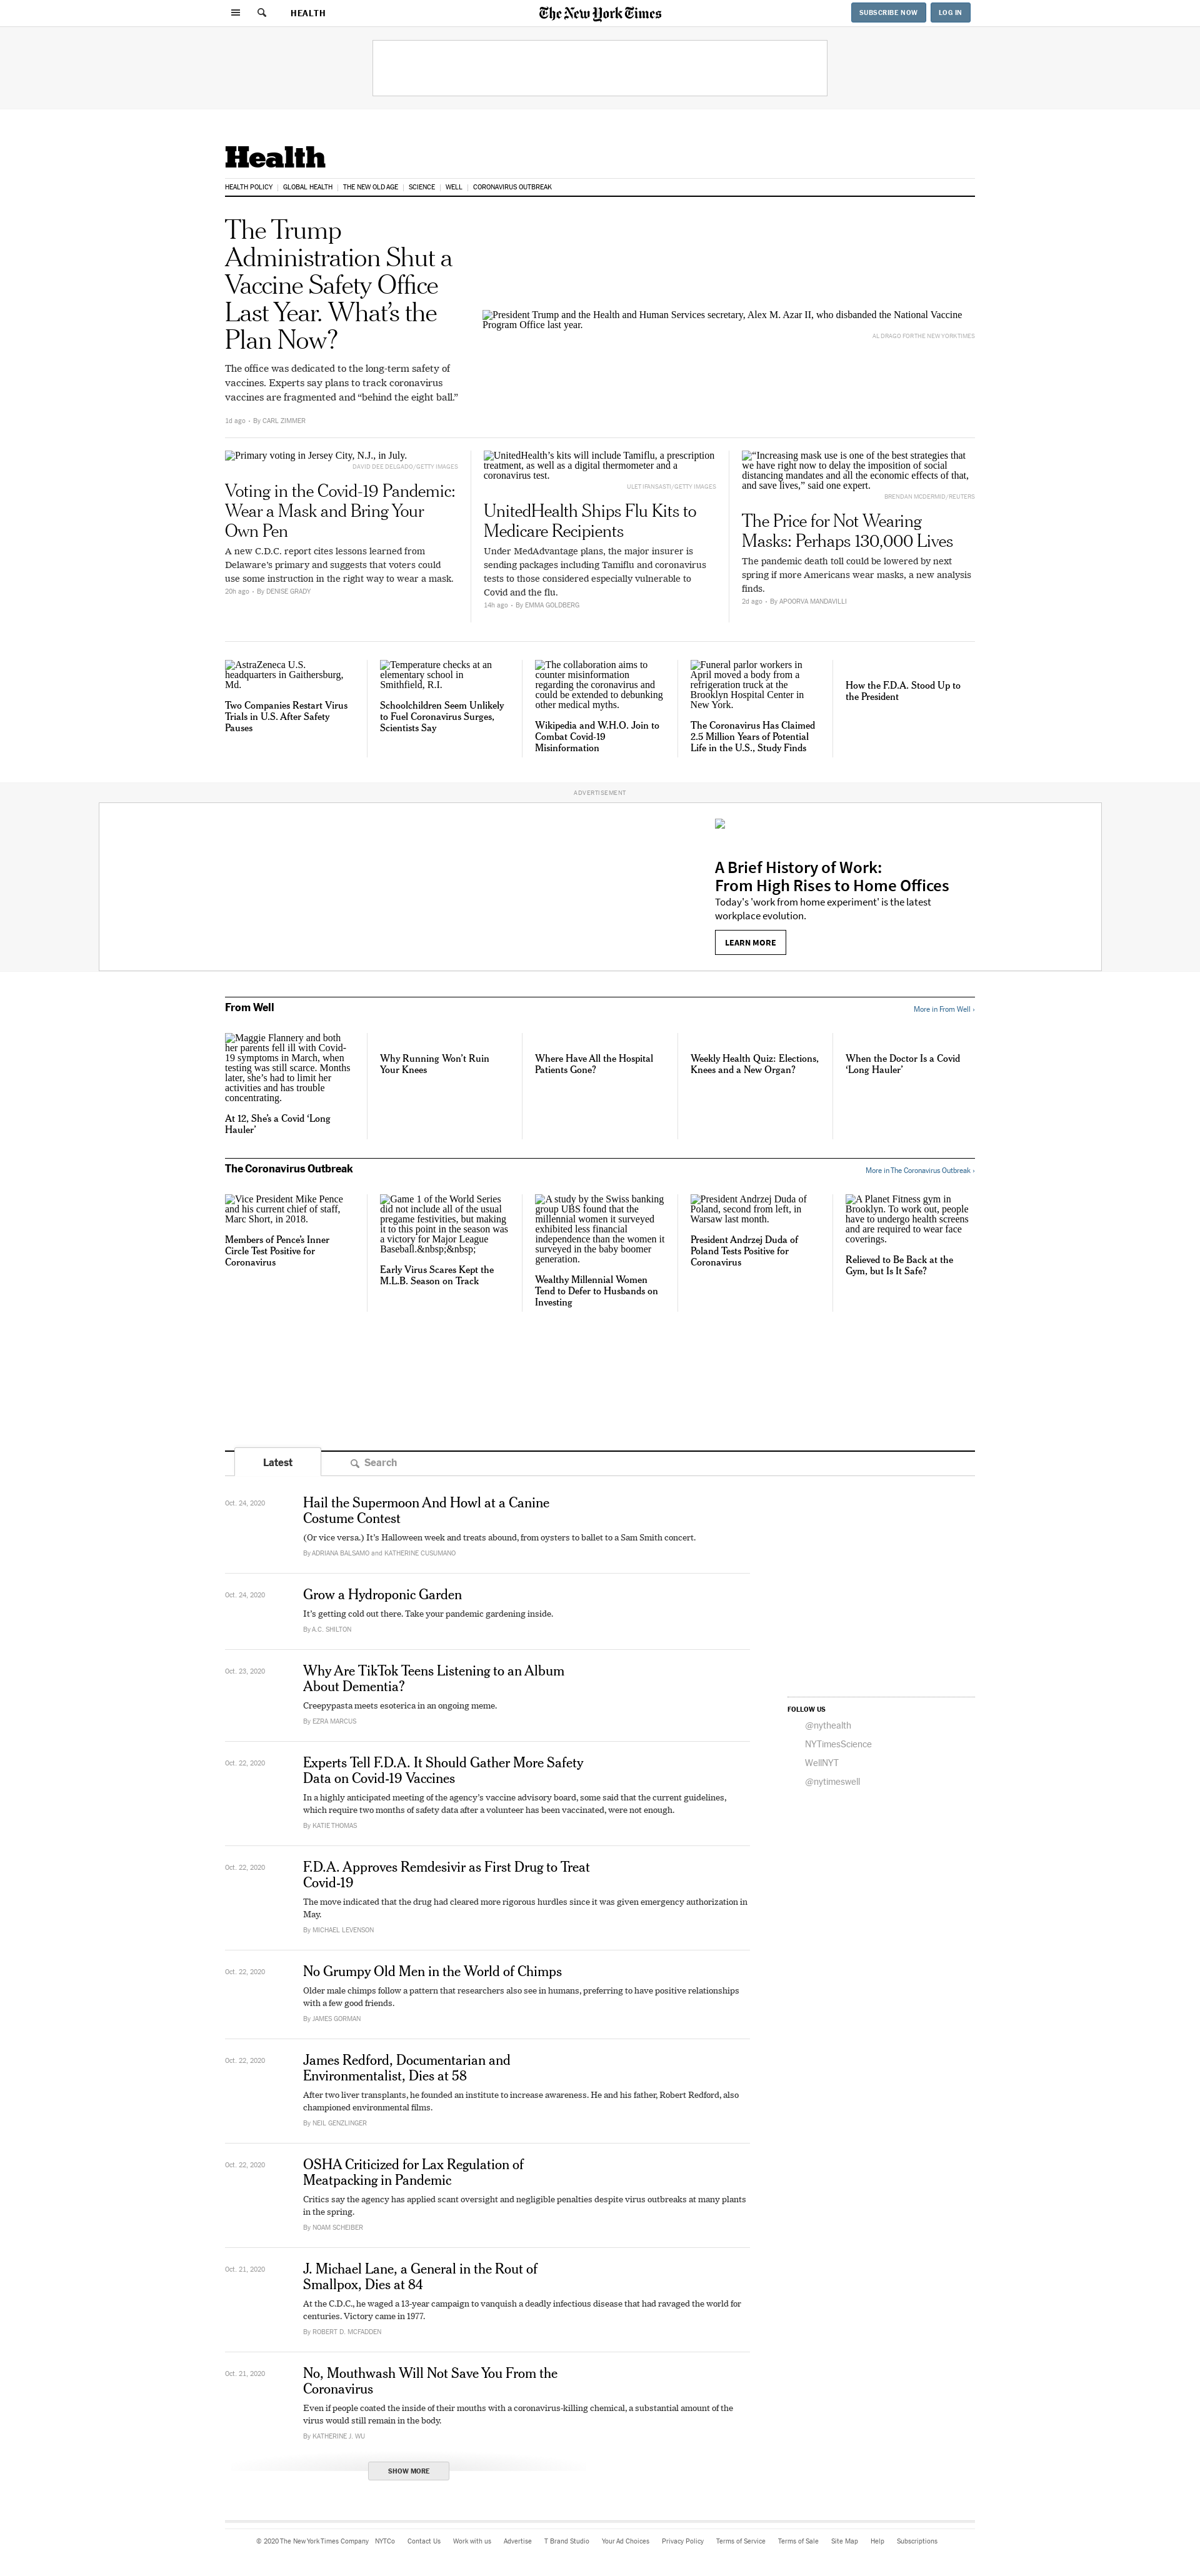 HEALTH
The New York Times
SUBSCRIBE NOW
LOG IN
Health
HEALTH POLICY
GLOBAL HEALTH
THE NEW OLD AGE
SCIENCE
WELL
CORONAVIRUS OUTBREAK
The Trump
Administration Shut a
Vaccine Safety Office
Last Year. What’s the
Plan Now?
The office was dedicated to the long-term safety of
vaccines. Experts say plans to track coronavirus
vaccines are fragmented and “behind the eight ball.”
1d ago • By CARL ZIMMER
President Trump and the Health and Human Services secretary, Alex M. Azar II, who disbanded the National Vaccine
Program Office last year.
AL DRAGO FOR THE NEW YORK TIMES
Primary voting in Jersey City, N.J., in July.
DAVID DEE DELGADO/GETTY IMAGES
Voting in the Covid-19 Pandemic:
Wear a Mask and Bring Your
Own Pen
A new C.D.C. report cites lessons learned from
Delaware’s primary and suggests that voters could
use some instruction in the right way to wear a mask.
20h ago • By DENISE GRADY
UnitedHealth’s kits will include Tamiflu, a prescription
treatment, as well as a digital thermometer and a
coronavirus test.
ULET IFANSASTI/GETTY IMAGES
UnitedHealth Ships Flu Kits to
Medicare Recipients
Under MedAdvantage plans, the major insurer is
sending packages including Tamiflu and coronavirus
tests to those considered especially vulnerable to
Covid and the flu.
14h ago • By EMMA GOLDBERG
“Increasing mask use is one of the best strategies that
we have right now to delay the imposition of social
distancing mandates and all the economic effects of that,
and save lives,” said one expert.
BRENDAN MCDERMID/REUTERS
The Price for Not Wearing
Masks: Perhaps 130,000 Lives
The pandemic death toll could be lowered by next
spring if more Americans wear masks, a new analysis
finds.
2d ago • By APOORVA MANDAVILLI
AstraZeneca U.S.
headquarters in Gaithersburg,
Md.
Two Companies Restart Virus
Trials in U.S. After Safety
Pauses
Temperature checks at an
elementary school in
Smithfield, R.I.
Schoolchildren Seem Unlikely
to Fuel Coronavirus Surges,
Scientists Say
The collaboration aims to
counter misinformation
regarding the coronavirus and
could be extended to debunking
other medical myths.
Wikipedia and W.H.O. Join to
Combat Covid-19
Misinformation
Funeral parlor workers in
April moved a body from a
refrigeration truck at the
Brooklyn Hospital Center in
New York.
The Coronavirus Has Claimed
2.5 Million Years of Potential
Life in the U.S., Study Finds
How the F.D.A. Stood Up to
the President
ADVERTISEMENT
A Brief History of Work:
From High Rises to Home Offices
Today's 'work from home experiment' is the latest
workplace evolution.
LEARN MORE
From Well
More in From Well ›
Maggie Flannery and both
her parents fell ill with Covid-
19 symptoms in March, when
testing was still scarce. Months
later, she’s had to limit her
activities and has trouble
concentrating.
At 12, She’s a Covid ‘Long
Hauler’
Why Running Won’t Ruin
Your Knees
Where Have All the Hospital
Patients Gone?
Weekly Health Quiz: Elections,
Knees and a New Organ?
When the Doctor Is a Covid
‘Long Hauler’
The Coronavirus Outbreak
More in The Coronavirus Outbreak ›
Vice President Mike Pence
and his current chief of staff,
Marc Short, in 2018.
Members of Pence’s Inner
Circle Test Positive for
Coronavirus
Game 1 of the World Series
did not include all of the usual
pregame festivities, but making
it to this point in the season was
a victory for Major League
Baseball.&nbsp;&nbsp;
Early Virus Scares Kept the
M.L.B. Season on Track
A study by the Swiss banking
group UBS found that the
millennial women it surveyed
exhibited less financial
independence than the women it
surveyed in the baby boomer
generation.
Wealthy Millennial Women
Tend to Defer to Husbands on
Investing
President Andrzej Duda of
Poland, second from left, in
Warsaw last month.
President Andrzej Duda of
Poland Tests Positive for
Coronavirus
A Planet Fitness gym in
Brooklyn. To work out, people
have to undergo health screens
and are required to wear face
coverings.
Relieved to Be Back at the
Gym, but Is It Safe?
Latest
Search
Oct. 24, 2020
Hail the Supermoon And Howl at a Canine
Costume Contest
(Or vice versa.) It’s Halloween week and treats abound, from oysters to ballet to a Sam Smith concert.
By ADRIANA BALSAMO and KATHERINE CUSUMANO
Oct. 24, 2020
Grow a Hydroponic Garden
It’s getting cold out there. Take your pandemic gardening inside.
By A.C. SHILTON
Oct. 23, 2020
Why Are TikTok Teens Listening to an Album
About Dementia?
Creepypasta meets esoterica in an ongoing meme.
By EZRA MARCUS
Oct. 22, 2020
Experts Tell F.D.A. It Should Gather More Safety
Data on Covid-19 Vaccines
In a highly anticipated meeting of the agency’s vaccine advisory board, some said that the current guidelines,
which require two months of safety data after a volunteer has been vaccinated, were not enough.
By KATIE THOMAS
Oct. 22, 2020
F.D.A. Approves Remdesivir as First Drug to Treat
Covid-19
The move indicated that the drug had cleared more rigorous hurdles since it was given emergency authorization in
May.
By MICHAEL LEVENSON
Oct. 22, 2020
No Grumpy Old Men in the World of Chimps
Older male chimps follow a pattern that researchers also see in humans, preferring to have positive relationships
with a few good friends.
By JAMES GORMAN
Oct. 22, 2020
James Redford, Documentarian and
Environmentalist, Dies at 58
After two liver transplants, he founded an institute to increase awareness. He and his father, Robert Redford, also
championed environmental films.
By NEIL GENZLINGER
Oct. 22, 2020
OSHA Criticized for Lax Regulation of
Meatpacking in Pandemic
Critics say the agency has applied scant oversight and negligible penalties despite virus outbreaks at many plants
in the spring.
By NOAM SCHEIBER
Oct. 21, 2020
J. Michael Lane, a General in the Rout of
Smallpox, Dies at 84
At the C.D.C., he waged a 13-year campaign to vanquish a deadly infectious disease that had ravaged the world for
centuries. Victory came in 1977.
By ROBERT D. MCFADDEN
Oct. 21, 2020
No, Mouthwash Will Not Save You From the
Coronavirus
Even if people coated the inside of their mouths with a coronavirus-killing chemical, a substantial amount of the
virus would still remain in the body.
By KATHERINE J. WU
SHOW MORE
FOLLOW US
@nythealth
NYTimesScience
WellNYT
@nytimeswell
© 2020 The New York Times Company NYTCo Contact Us Work with us Advertise T Brand Studio Your Ad Choices Privacy Policy Terms of Service Terms of Sale Site Map Help Subscriptions